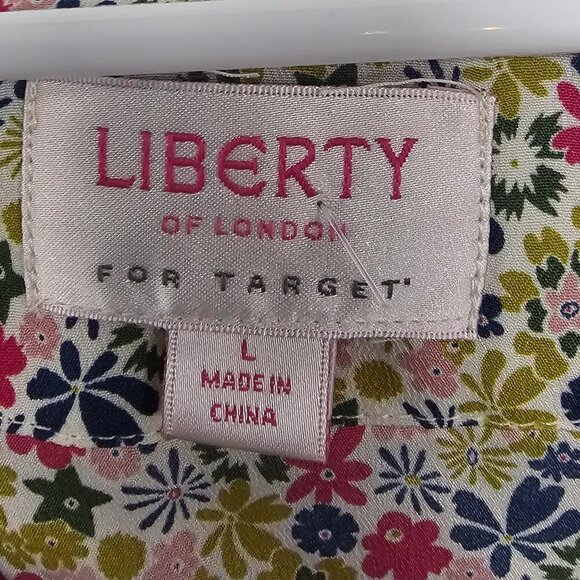 LIBERTY
OF LONDON
FOR TARGET
L
MADE IN
CHINA